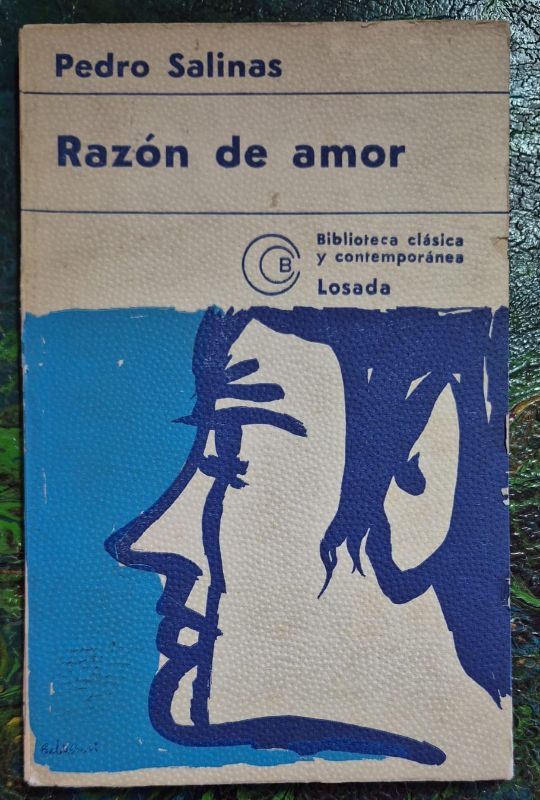 Pedro Salinas
Razón de amor
B
Biblioteca clásica
y contemporánea
Losada